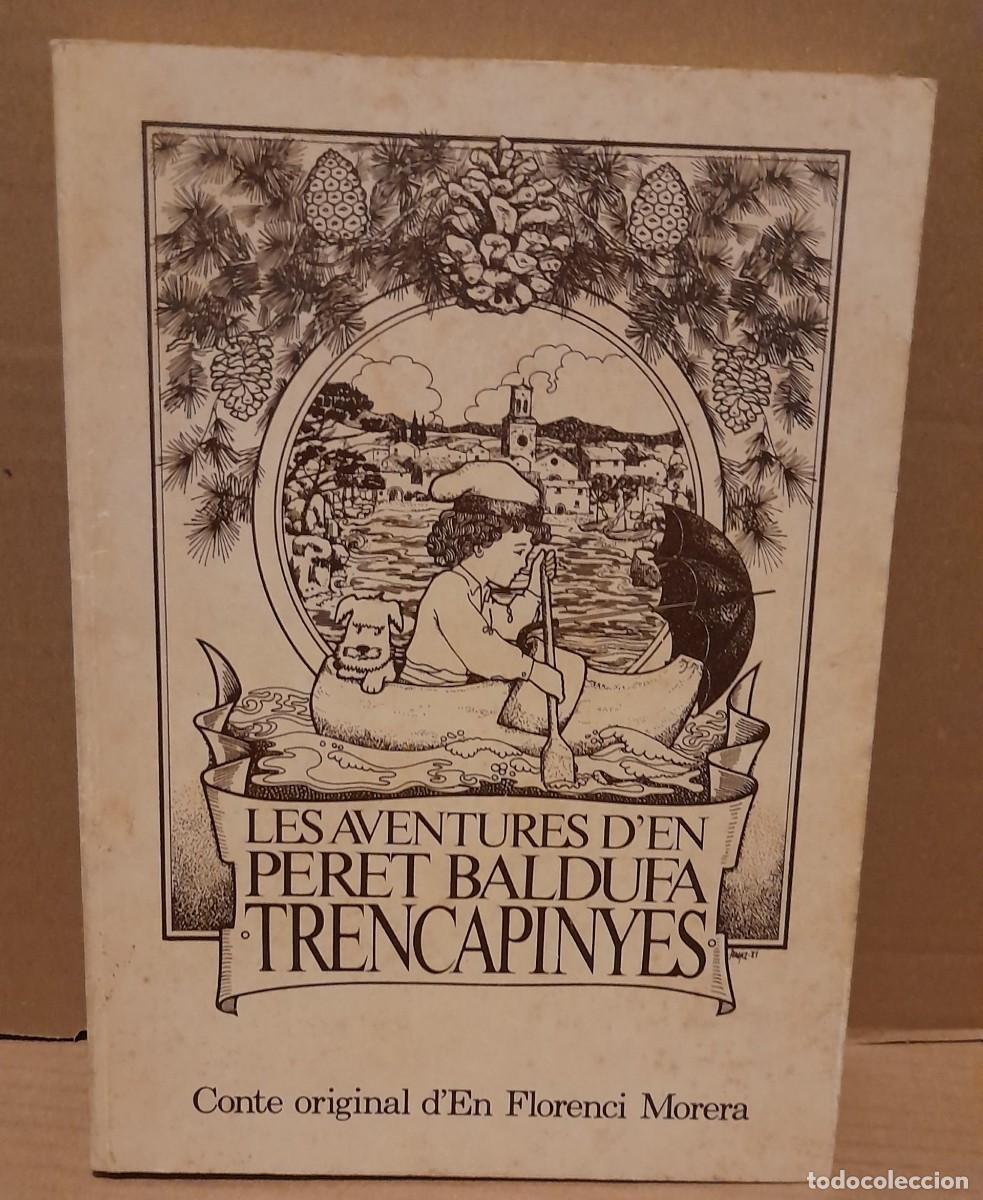 LES AVENTURES D'EN
PERET BALDUFA
·TRENCAPINYES·
Conte original d'En Florenci Morera
todocoleccion